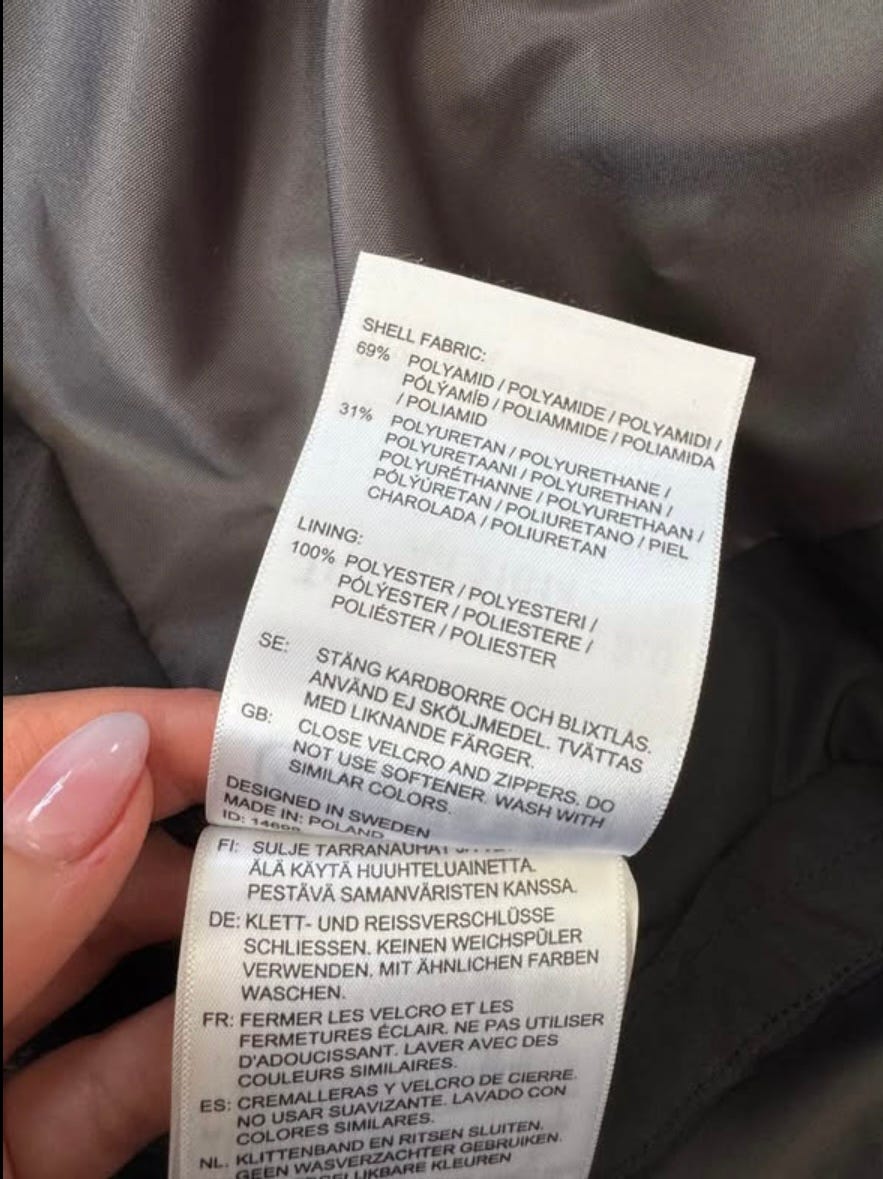 SHELL FABRIC:
69% POLYAMID / POLYAMIDE / POLYAMIDI /
PÓLÝAMÍÐ / POLIAMMIDE / POLIAMIDA
/ POLIAMID
31% POLYURETAN / POLYURETHANE /
POLYURETAANI / POLYURETHAN /
POLYURÉTHANNE / POLYURETHAAN /
PÓLÝÚRETAN / POLIURETANO / PIEL
CHAROLADA / POLIURETAN
LINING:
100% POLYESTER / POLYESTERI /
PÓLÝESTER / POLIESTERE /
POLIÉSTER / POLIESTER
SE: STÄNG KARDBORRE OCH BLIXTLÅS.
ANVÄND EJ SKÖLJMEDEL. TVÄTTAS
MED LIKNANDE FÄRGER.
GB: CLOSE VELCRO AND ZIPPERS. DO
NOT USE SOFTENER. WASH WITH
SIMILAR COLORS.
DESIGNED IN SWEDEN
MADE IN: POLAND
ID:
FI: SULJE TARRANAUHAT
ÄLÄ KÄYTÄ HUUHTELUAINETTA.
PESTÄVÄ SAMANVÄRISTEN KANSSA.
DE: KLETT- UND REISSVERSCHLÜSSE
SCHLIESSEN. KEINEN WEICHSPÜLER
VERWENDEN. MIT ÄHNLICHEN FARBEN
WASCHEN.
FR: FERMER LES VELCRO ET LES
FERMETURES ÉCLAIR. NE PAS UTILISER
D'ADOUCISSANT. LAVER AVEC DES
COULEURS SIMILAIRES.
ES: CREMALLERAS Y VELCRO DE CIERRE.
NO USAR SUAVIZANTE. LAVADO CON
COLORES SIMILARES.
NL. KLITTENBAND EN RITSEN SLUITEN.
GEEN WASVERZACHTER GEBRUIKEN.
KLEUREN